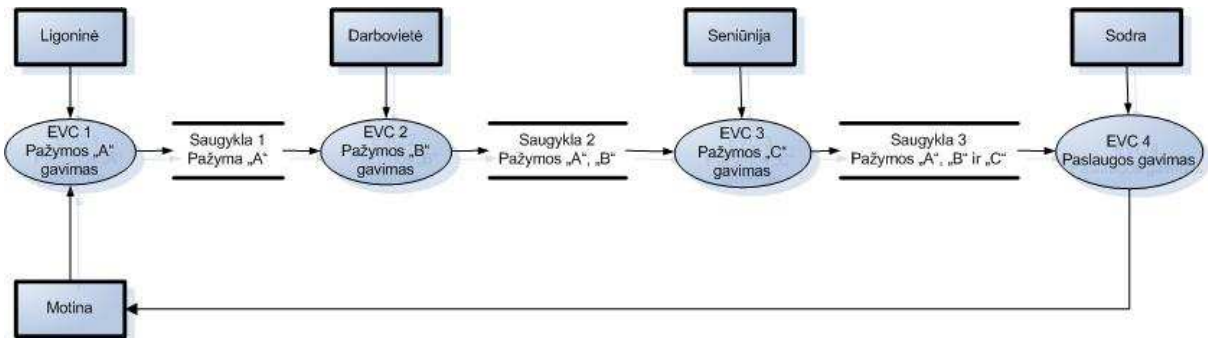 Ligoninė
Darbovietė
Seniūnija
Sodra
EVC 1
Pažymos „A“
gavimas
Saugykla 1
Pažyma „A“
EVC 2
Pažymos „B“
gavimas
Saugykla 2
Pažymos „A“, „B“
EVC 3
Pažymos „C“
gavimas
Saugykla 3
Pažymos „A“, „B“ ir „C“
EVC 4
Paslaugos gavimas
Motina